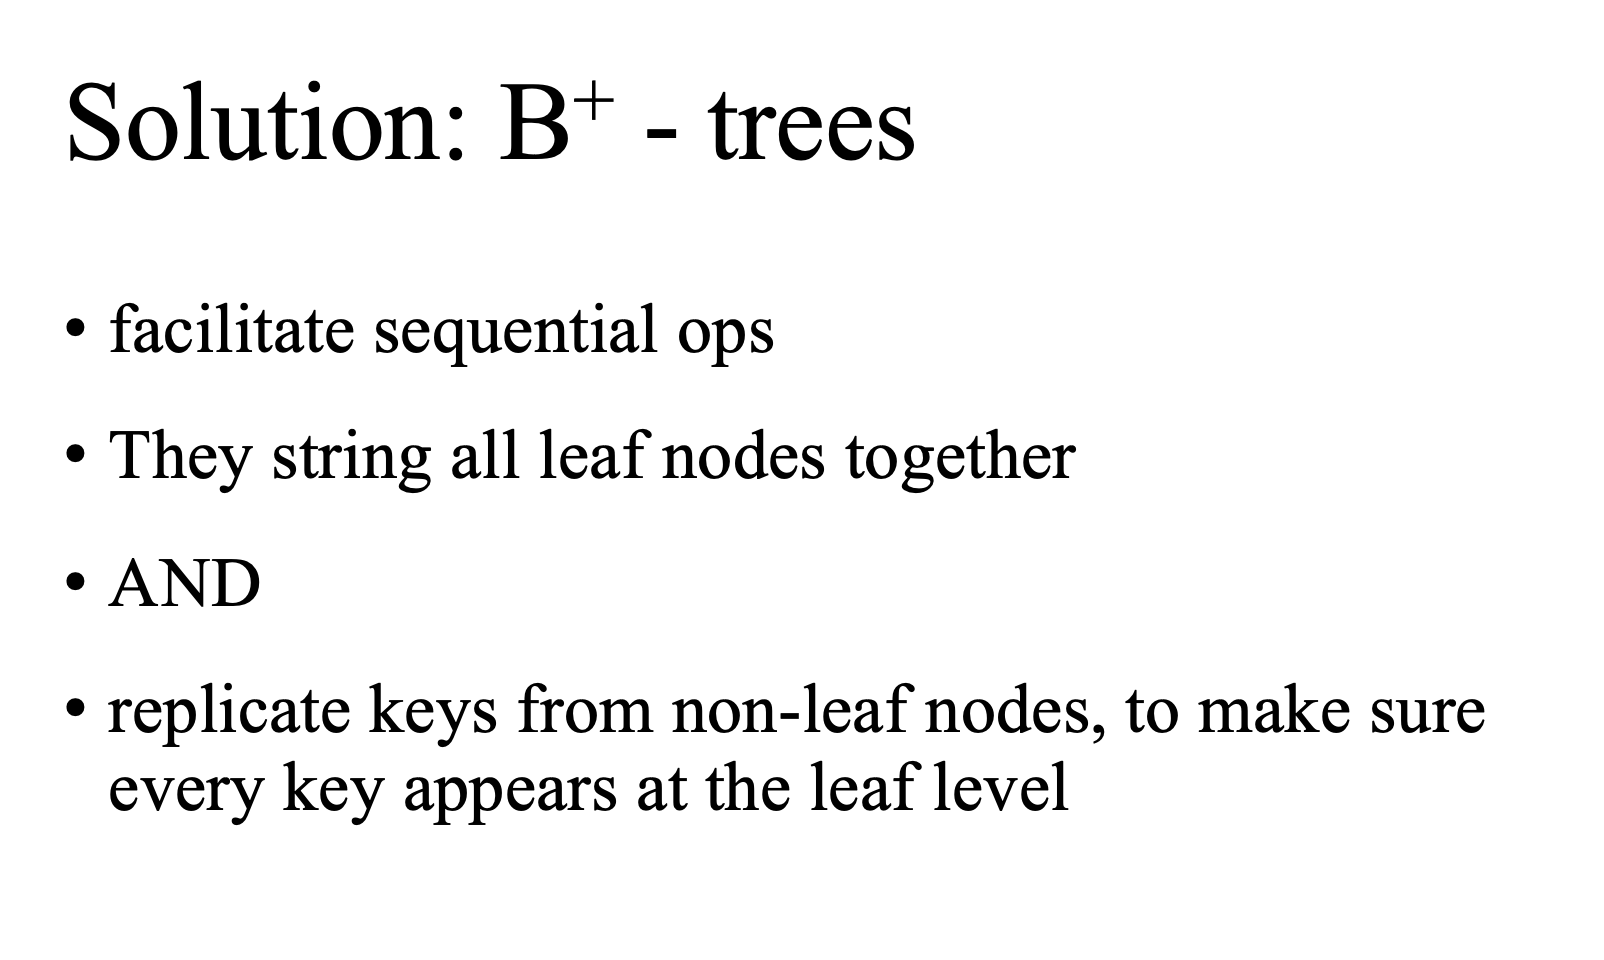 Solution: B⁺ - trees
• facilitate sequential ops
• They string all leaf nodes together
• AND
• replicate keys from non-leaf nodes, to make sure
every key appears at the leaf level